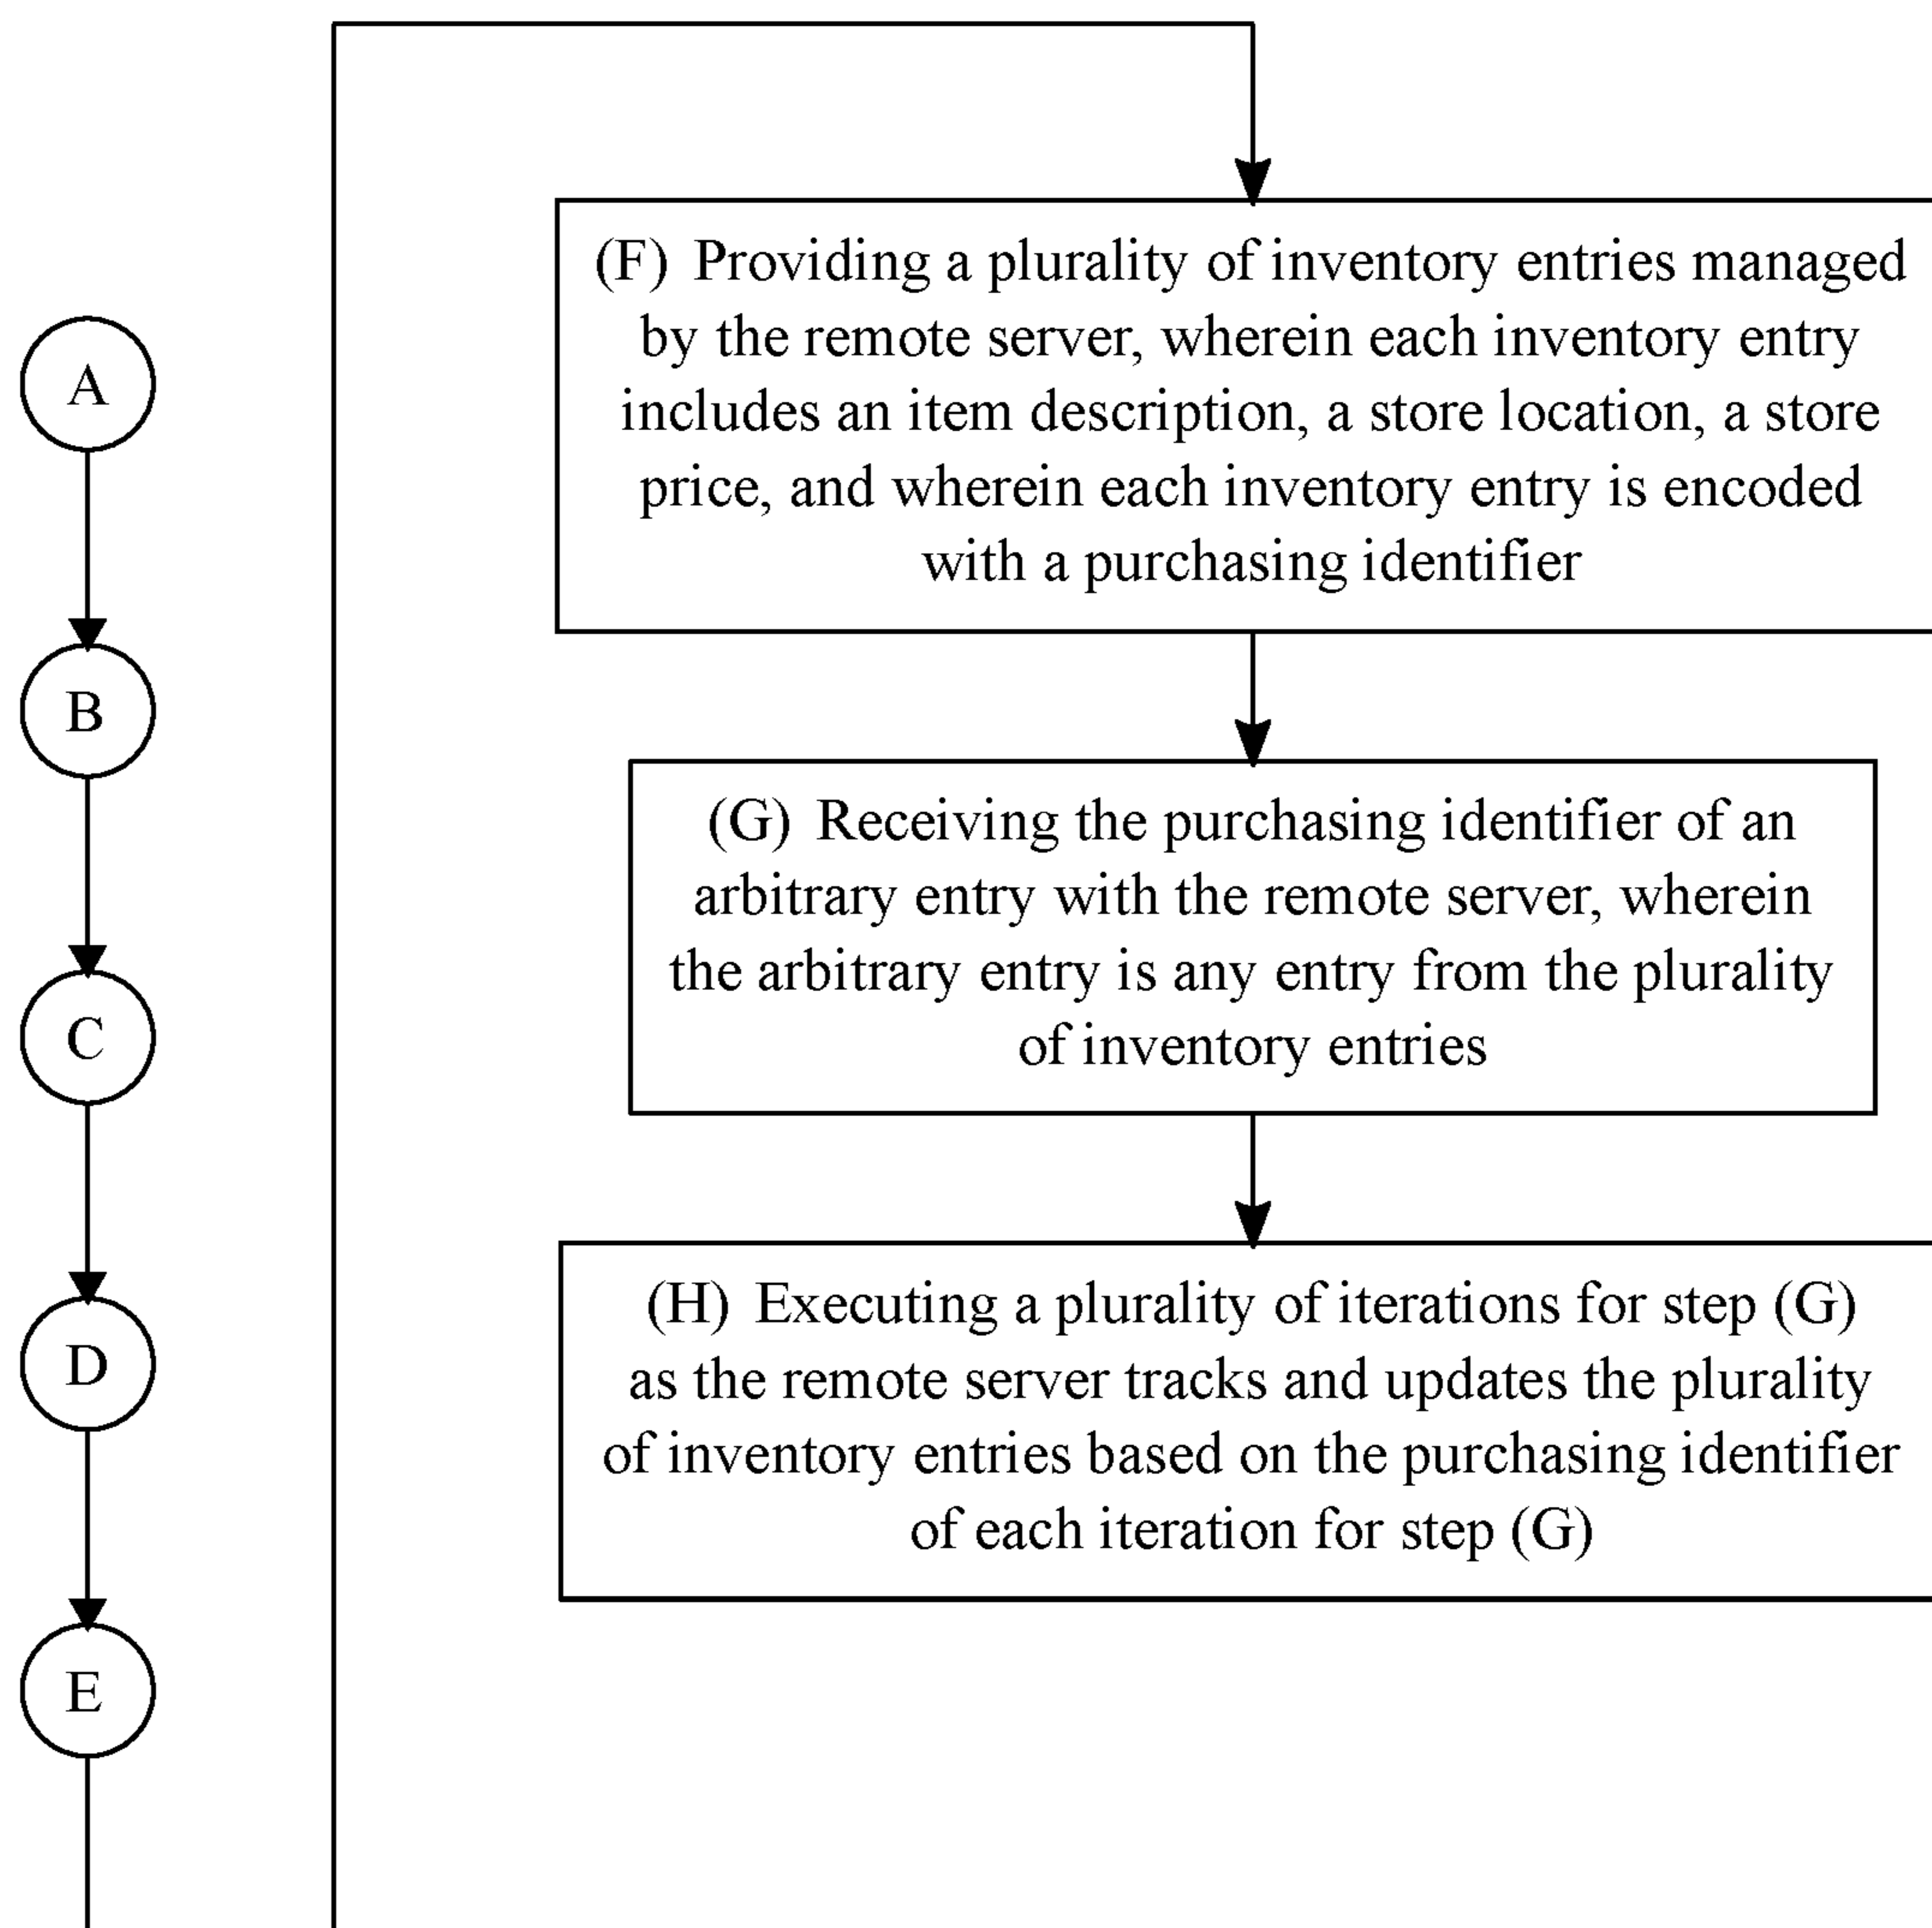 A
B
C
D
E
(F) Providing a plurality of inventory entries managed
by the remote server, wherein each inventory entry
includes an item description, a store location, a store
price, and wherein each inventory entry is encoded
with a purchasing identifier
(G) Receiving the purchasing identifier of an
arbitrary entry with the remote server, wherein
the arbitrary entry is any entry from the plurality
of inventory entries
(H) Executing a plurality of iterations for step (G)
as the remote server tracks and updates the plurality
of inventory entries based on the purchasing identifier
of each iteration for step (G)